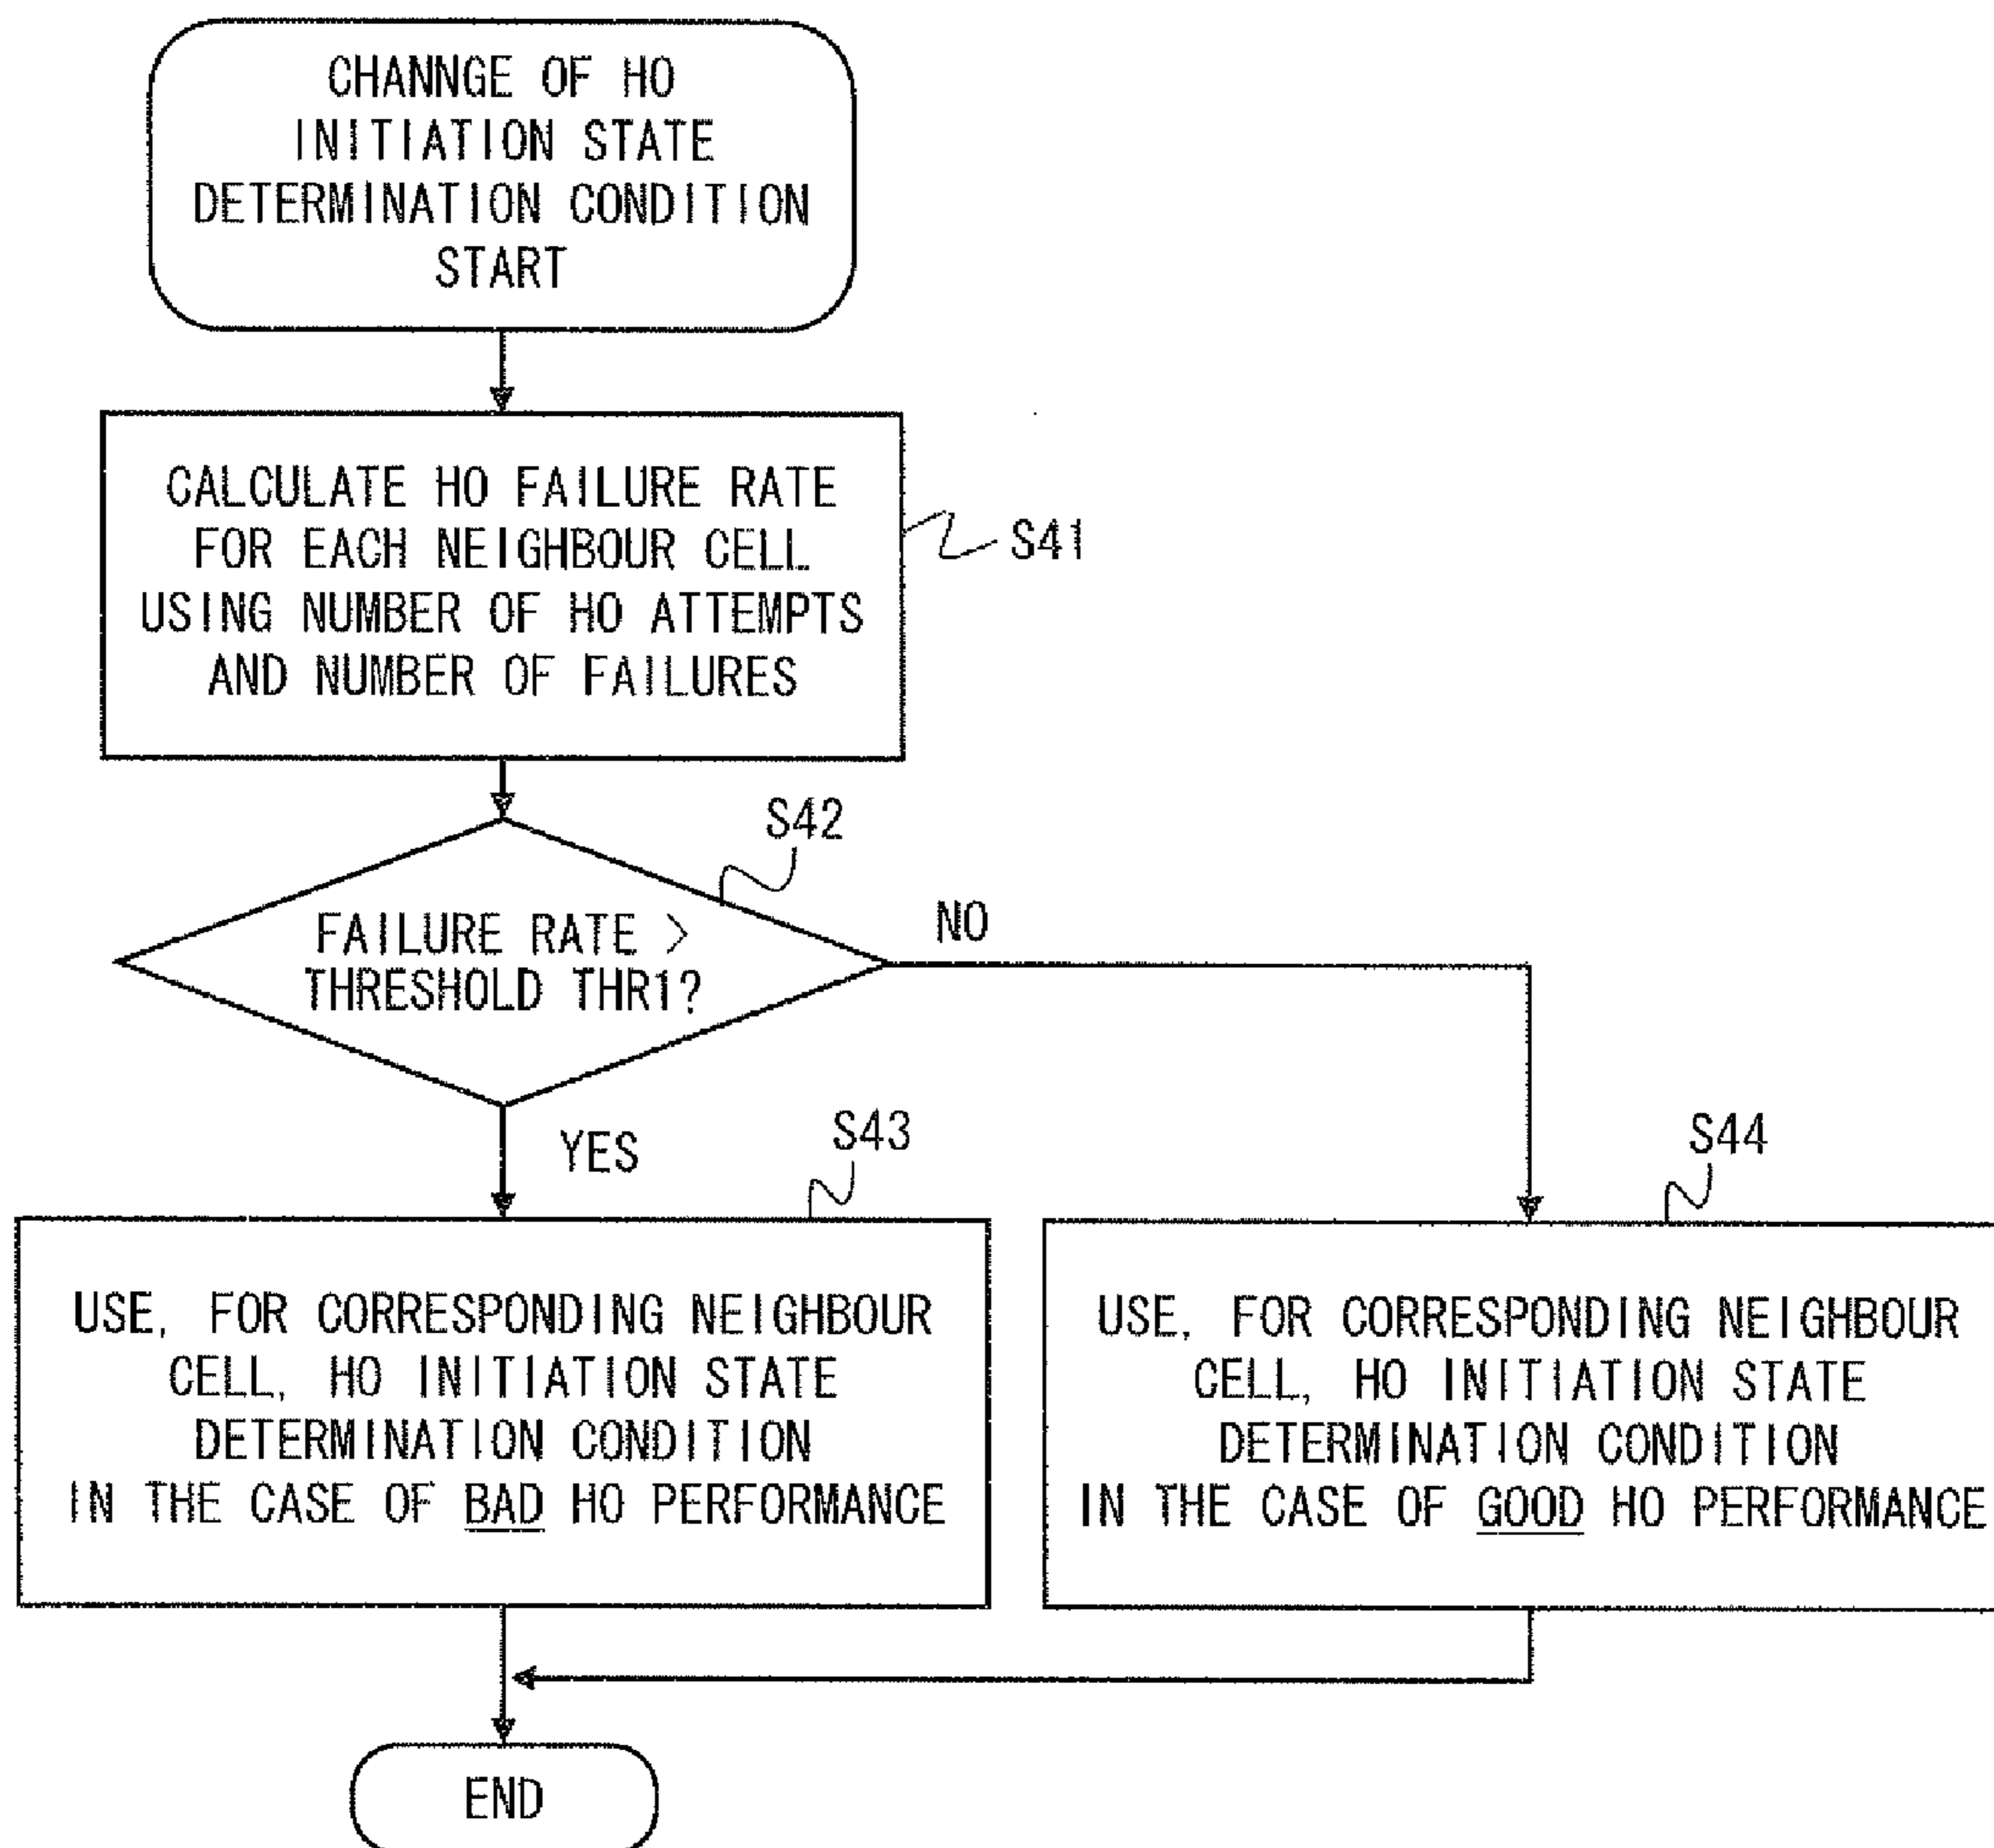 CHANNGE OF HO
INITIATION STATE
DETERMINATION CONDITION
START
CALCULATE HO FAILURE RATE
FOR EACH NEIGHBOUR CELL
USING NUMBER OF HO ATTEMPTS
AND NUMBER OF FAILURES
S41
S42
FAILURE RATE >
THRESHOLD THR1?
NO
YES
S43
USE, FOR CORRESPONDING NEIGHBOUR
CELL, HO INITIATION STATE
DETERMINATION CONDITION
IN THE CASE OF BAD HO PERFORMANCE
S44
USE, FOR CORRESPONDING NEIGHBOUR
CELL, HO INITIATION STATE
DETERMINATION CONDITION
IN THE CASE OF GOOD HO PERFORMANCE
END